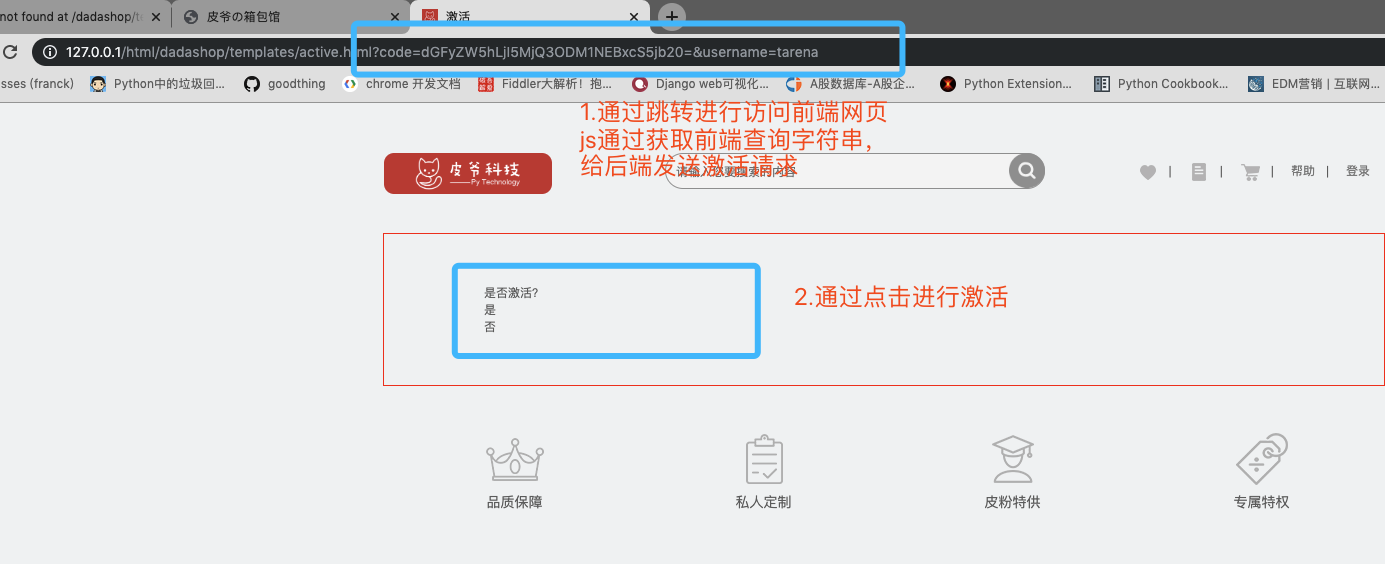 not found at /dadashop/te
皮爷の箱包馆
激活
127.0.0.1/html/dadashop/templates/active.html?code=dGFyZW5hLjI5MjQ3ODM1NEBxcS5jb20=&username=tarena
sses (franck)
Python中的垃圾回...
goodthing
chrome 开发文档
Fiddler大解析！抱...
Django web可视化...
A股数据库-A股企...
Python Extension...
Python Cookbook...
EDM营销 | 互联网...
1.通过跳转进行访问前端网页
js通过获取前端查询字符串，
给后端发送激活请求
皮爷科技
Py Technology
请输入您要搜索的内容
| | | 帮助 | 登录
是否激活?
是
否
2.通过点击进行激活
品质保障
私人定制
皮粉特供
专属特权